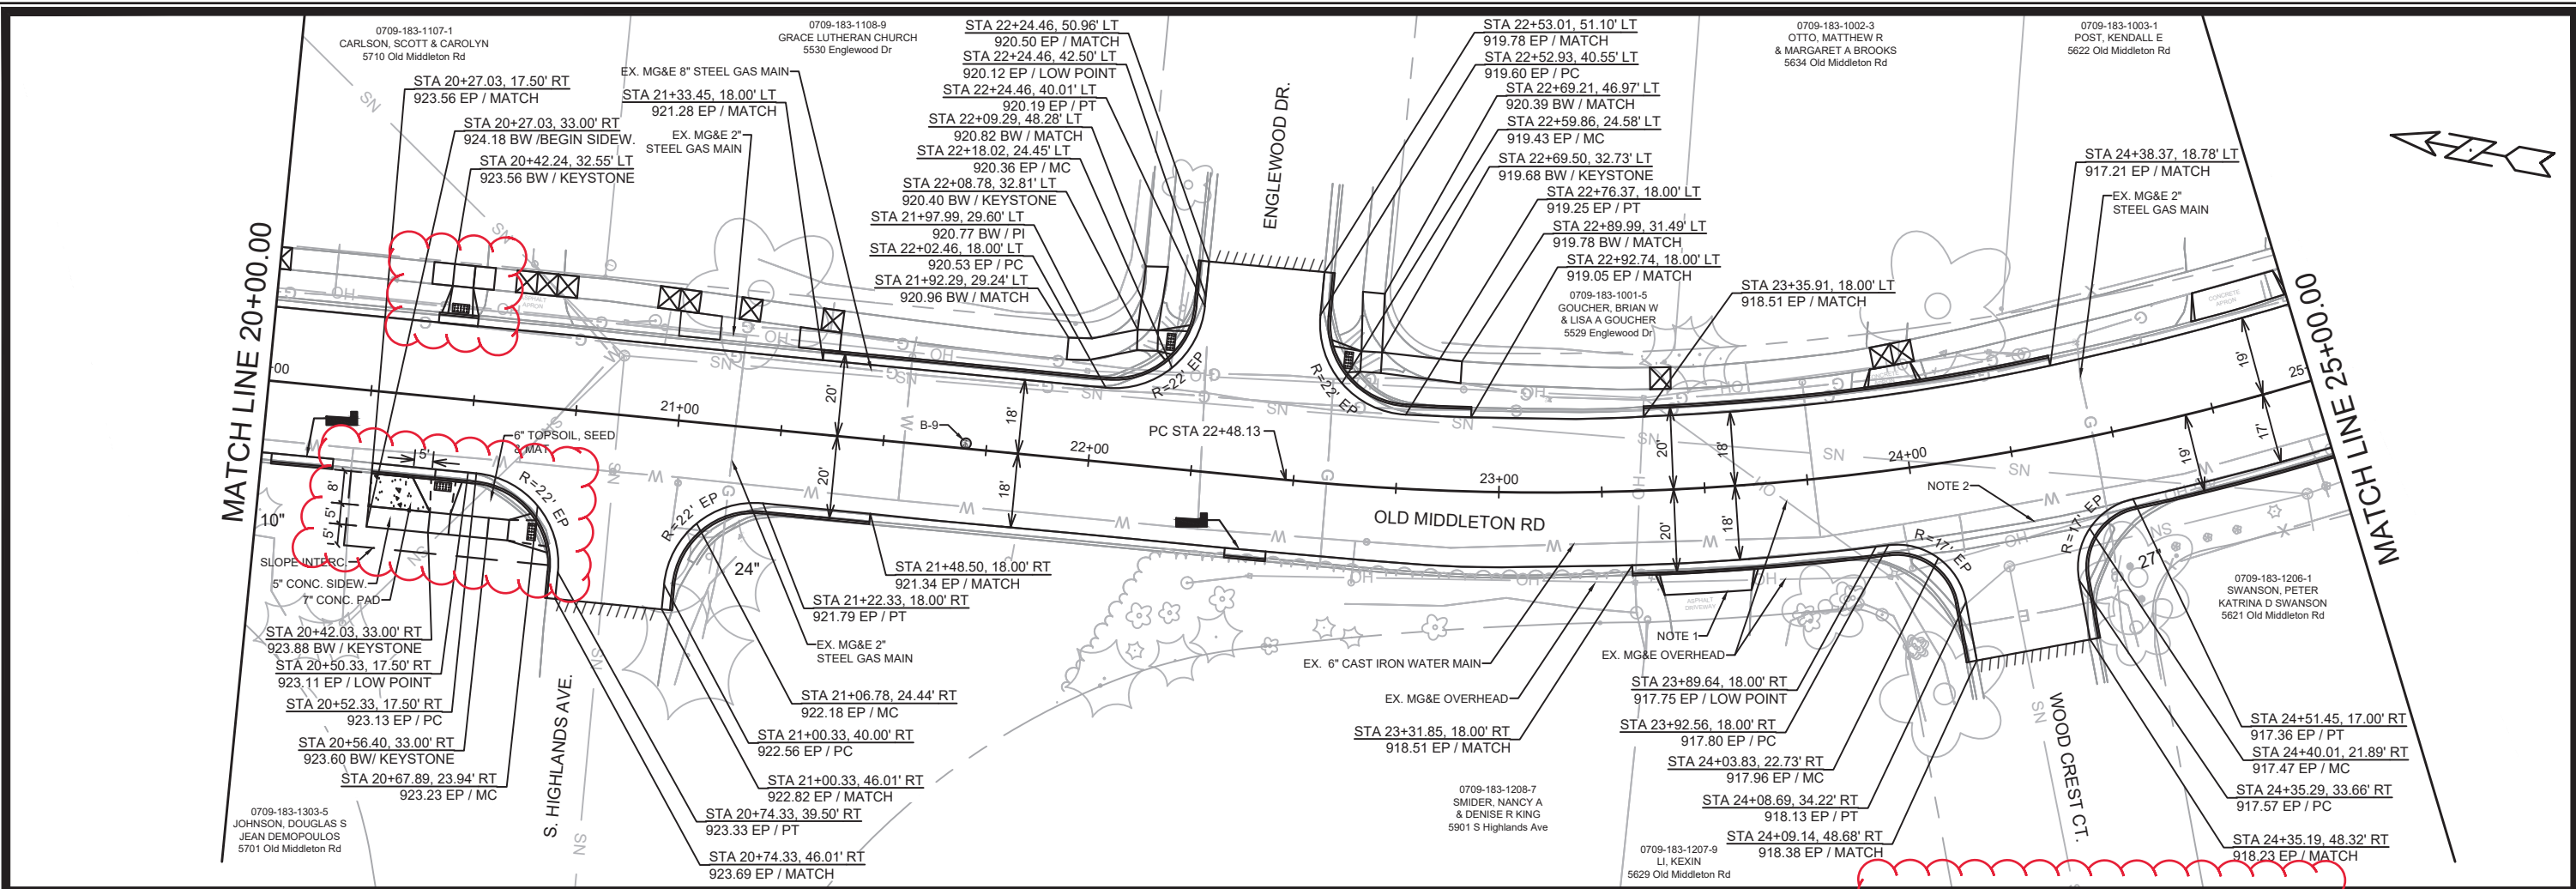 0709-183-1107-1
CARLSON, SCOTT & CAROLYN
5710 Old Middleton Rd
0709-183-1108-9
GRACE LUTHERAN CHURCH
5530 Englewood Dr
0709-183-1002-3
OTTO, MATTHEW R
& MARGARET A BROOKS
5634 Old Middleton Rd
0709-183-1003-1
POST, KENDALL E
5622 Old Middleton Rd
STA 20+27.03, 17.50' RT
923.56 EP / MATCH
STA 20+27.03, 33.00' RT
924.18 BW /BEGIN SIDEW.
STA 20+42.24, 32.55' LT
923.56 BW / KEYSTONE
EX. MG&E 8" STEEL GAS MAIN
STA 21+33.45, 18.00' LT
921.28 EP / MATCH
EX. MG&E 2"
STEEL GAS MAIN
STA 22+24.46, 50.96' LT
920.50 EP / MATCH
STA 22+24.46, 42.50' LT
920.12 EP / LOW POINT
STA 22+24.46, 40.01' LT
920.19 EP / PT
STA 22+09.29, 48.28' LT
920.82 BW / MATCH
STA 22+18.02, 24.45' LT
920.36 EP / MC
STA 22+08.78, 32.81' LT
920.40 BW / KEYSTONE
STA 21+97.99, 29.60' LT
920.77 BW / PI
STA 22+02.46, 18.00' LT
920.53 EP / PC
STA 21+92.29, 29.24' LT
920.96 BW / MATCH
ENGLEWOOD DR.
STA 22+53.01, 51.10' LT
919.78 EP / MATCH
STA 22+52.93, 40.55' LT
919.60 EP / PC
STA 22+69.21, 46.97' LT
920.39 BW / MATCH
STA 22+59.86, 24.58' LT
919.43 EP / MC
STA 22+69.50, 32.73' LT
919.68 BW / KEYSTONE
STA 22+76.37, 18.00' LT
919.25 EP / PT
STA 22+89.99, 31.49' LT
919.78 BW / MATCH
STA 22+92.74, 18.00' LT
919.05 EP / MATCH
0709-183-1001-5
GOUCHER, BRIAN W
& LISA A GOUCHER
5529 Englewood Dr
STA 23+35.91, 18.00' LT
918.51 EP / MATCH
STA 24+38.37, 18.78' LT
917.21 EP / MATCH
EX. MG&E 2"
STEEL GAS MAIN
MATCH LINE 20+00.00
MATCH LINE 25+00.00
ASPHALT
APRON
CONCRETE
APRON
R=22' EP
R=22' EP
+00
21+00
22+00
23+00
24+00
25+
20'
20'
18'
18'
20'
20'
18'
18'
19'
19'
17'
B-9
PC STA 22+48.13
OLD MIDDLETON RD
6" TOPSOIL, SEED
& MAT
5'
8'
5'
5'
R=22' EP
R=22' EP
10"
24"
27"
SLOPE INTERC.
5" CONC. SIDEW.
7" CONC. PAD
NOTE 2
NOTE 1
R=17' EP
R=17' EP
ASPHALT
DRIVEWAY
STA 20+42.03, 33.00' RT
923.88 BW / KEYSTONE
STA 20+50.33, 17.50' RT
923.11 EP / LOW POINT
STA 20+52.33, 17.50' RT
923.13 EP / PC
STA 20+56.40, 33.00' RT
923.60 BW/ KEYSTONE
STA 20+67.89, 23.94' RT
923.23 EP / MC
0709-183-1303-5
JOHNSON, DOUGLAS S
JEAN DEMOPOULOS
5701 Old Middleton Rd
S. HIGHLANDS AVE.
STA 21+48.50, 18.00' RT
921.34 EP / MATCH
STA 21+22.33, 18.00' RT
921.79 EP / PT
EX. MG&E 2"
STEEL GAS MAIN
STA 21+06.78, 24.44' RT
922.18 EP / MC
STA 21+00.33, 40.00' RT
922.56 EP / PC
STA 21+00.33, 46.01' RT
922.82 EP / MATCH
STA 20+74.33, 39.50' RT
923.33 EP / PT
STA 20+74.33, 46.01' RT
923.69 EP / MATCH
EX. 6" CAST IRON WATER MAIN
EX. MG&E OVERHEAD
STA 23+31.85, 18.00' RT
918.51 EP / MATCH
0709-183-1208-7
SMIDER, NANCY A
& DENISE R KING
5901 S Highlands Ave
EX. MG&E OVERHEAD
STA 23+89.64, 18.00' RT
917.75 EP / LOW POINT
STA 23+92.56, 18.00' RT
917.80 EP / PC
STA 24+03.83, 22.73' RT
917.96 EP / MC
STA 24+08.69, 34.22' RT
918.13 EP / PT
STA 24+09.14, 48.68' RT
918.38 EP / MATCH
0709-183-1207-9
LI, KEXIN
5629 Old Middleton Rd
WOOD CREST CT.
0709-183-1206-1
SWANSON, PETER
KATRINA D SWANSON
5621 Old Middleton Rd
STA 24+51.45, 17.00' RT
917.36 EP / PT
STA 24+40.01, 21.89' RT
917.47 EP / MC
STA 24+35.29, 33.66' RT
917.57 EP / PC
STA 24+35.19, 48.32' RT
918.23 EP / MATCH